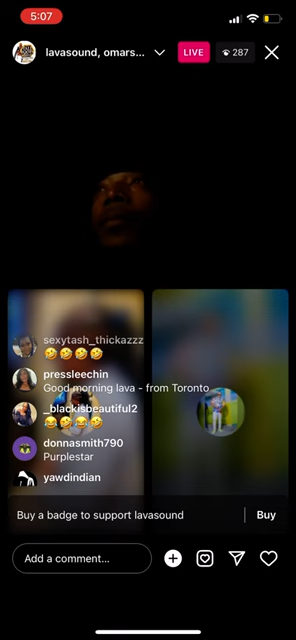 5:07
lavasound, omars...
LIVE
287
sexytash_thickazzz
🤣🤣🤣🤣
pressleechin
Good morning lava - from Toronto
_blackisbeautiful2
😂🤣😂🤣
donnasmith790
Purplestar
yawdindian
Buy a badge to support lavasound
Buy
Add a comment...